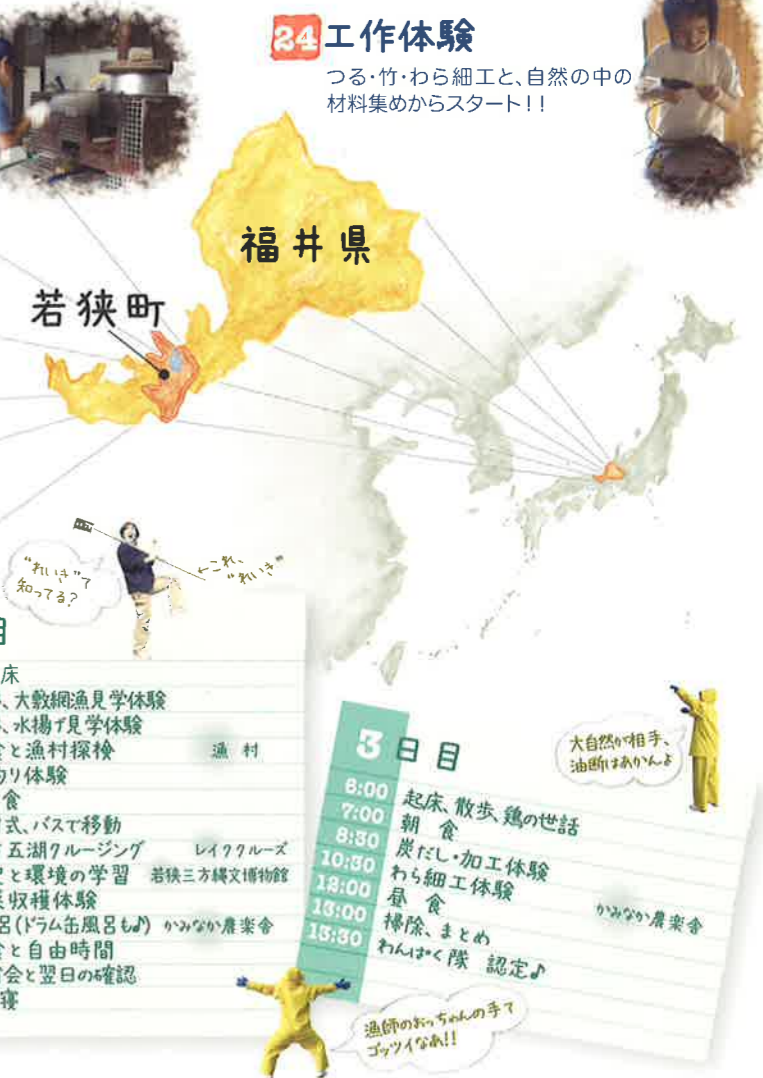 24 工作体験
つる・竹・わら細工と、自然の中の
材料集めからスタート!!
福井県
若狭町
"れいき"て
知ってる?
←これ、
"れいき"
目
床
、大敷網漁見学体験
、水揚げ見学体験
と漁村探検 漁村
釣り体験
食
式、バスで移動
五湖クルージング レイククルーズ
と環境の学習 若狭三方縄文博物館
収穫体験
呂(ドラム缶風呂も♪) かみなか農楽舎
と自由時間
会と翌日の確認
寝
3日目
6:00 起床、散歩、鶏の世話
7:00 朝食
8:30 炭だし・加工体験
10:30 わら細工体験
12:00 昼食 かみなか農楽舎
13:00 掃除、まとめ
13:30 わんぱく隊 認定♪
大自然が相手、
油断はあかんよ
漁師のおっちゃんの手て
ゴッツイなあ!!